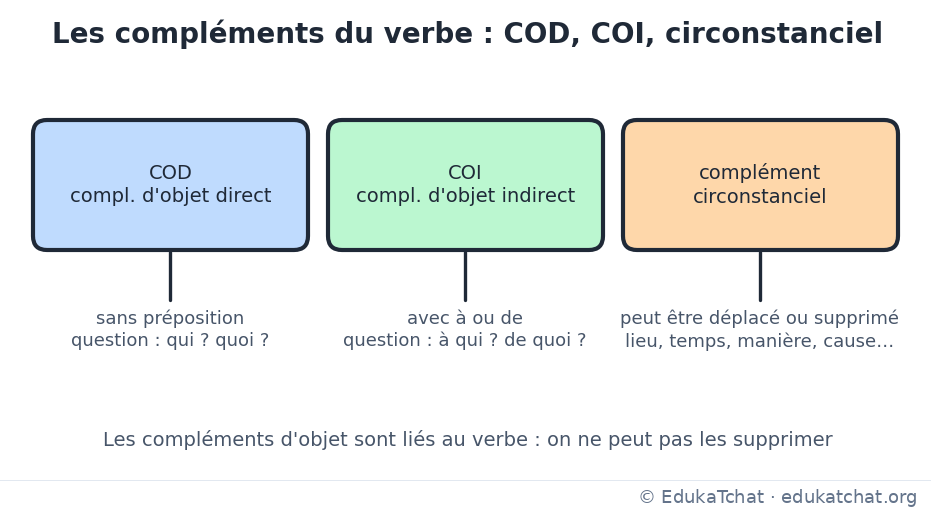 Les compléments du verbe : COD, COI, circonstanciel
COD
compl. d'objet direct
COI
compl. d'objet indirect
complément
circonstanciel
sans préposition
question : qui ? quoi ?
avec à ou de
question : à qui ? de quoi ?
peut être déplacé ou supprimé
lieu, temps, manière, cause…
Les compléments d'objet sont liés au verbe : on ne peut pas les supprimer
© EdukaTchat · edukatchat.org